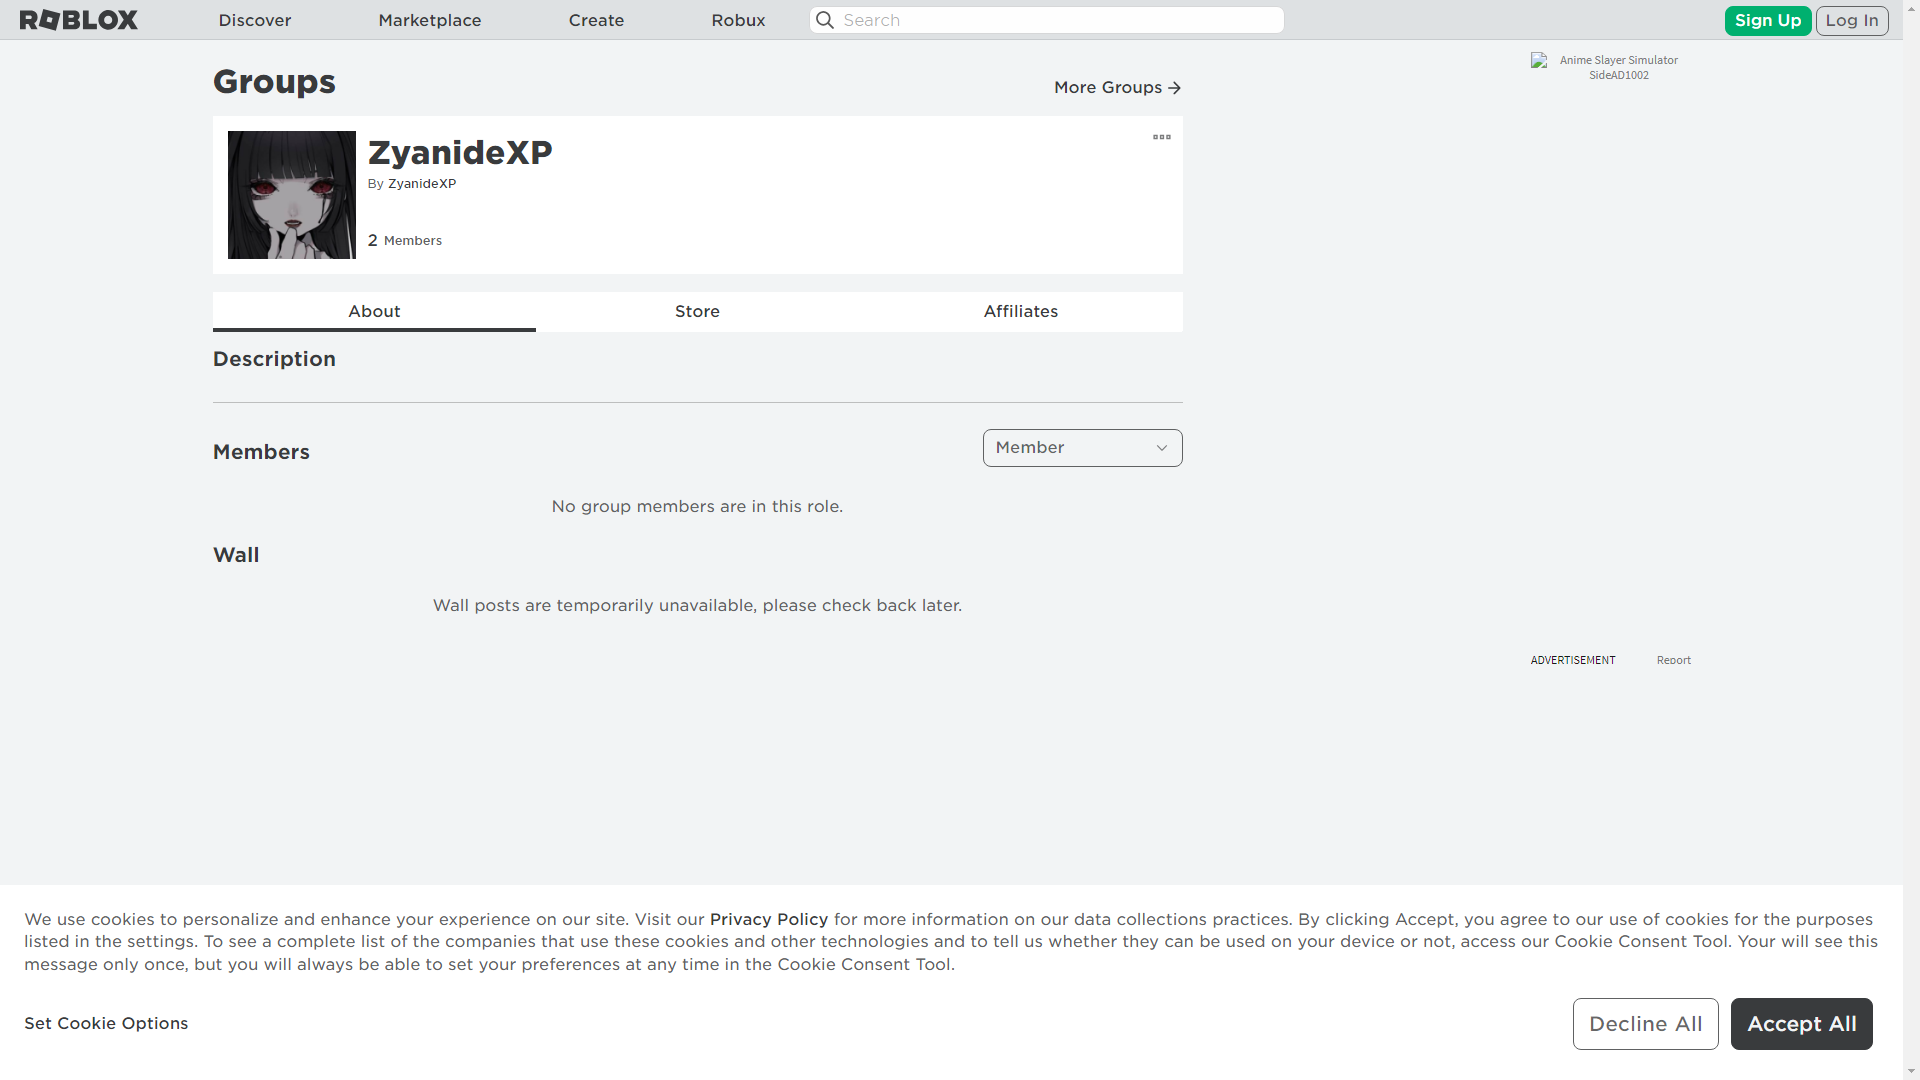 ROBLOX
Discover
Marketplace
Create
Robux
Search
Sign Up
Log In
Anime Slayer Simulator
SideAD1002
Groups
More Groups
ZyanideXP
By ZyanideXP
2 Members
About
Store
Affiliates
Description
Members
Member
No group members are in this role.
Wall
Wall posts are temporarily unavailable, please check back later.
ADVERTISEMENT
Report
We use cookies to personalize and enhance your experience on our site. Visit our Privacy Policy for more information on our data collections practices. By clicking Accept, you agree to our use of cookies for the purposes
listed in the settings. To see a complete list of the companies that use these cookies and other technologies and to tell us whether they can be used on your device or not, access our Cookie Consent Tool. Your will see this
message only once, but you will always be able to set your preferences at any time in the Cookie Consent Tool.
Set Cookie Options
Decline All
Accept All